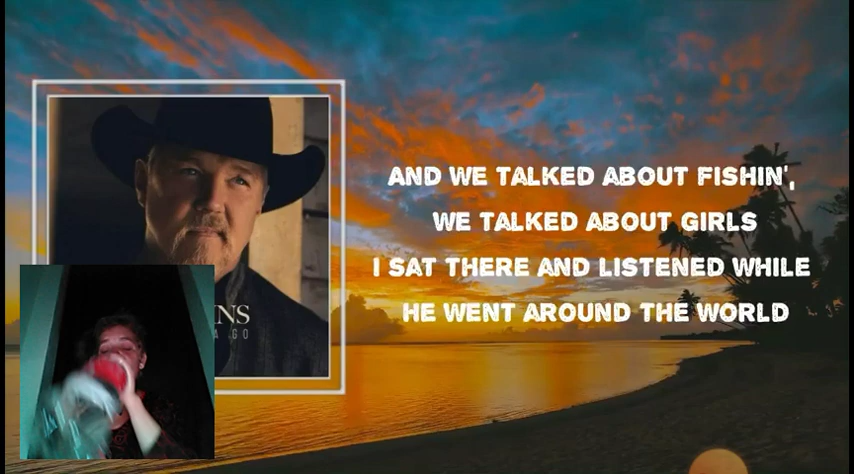 AND WE TALKED ABOUT FISHIN',
WE TALKED ABOUT GIRLS
I SAT THERE AND LISTENED WHILE
HE WENT AROUND THE WORLD